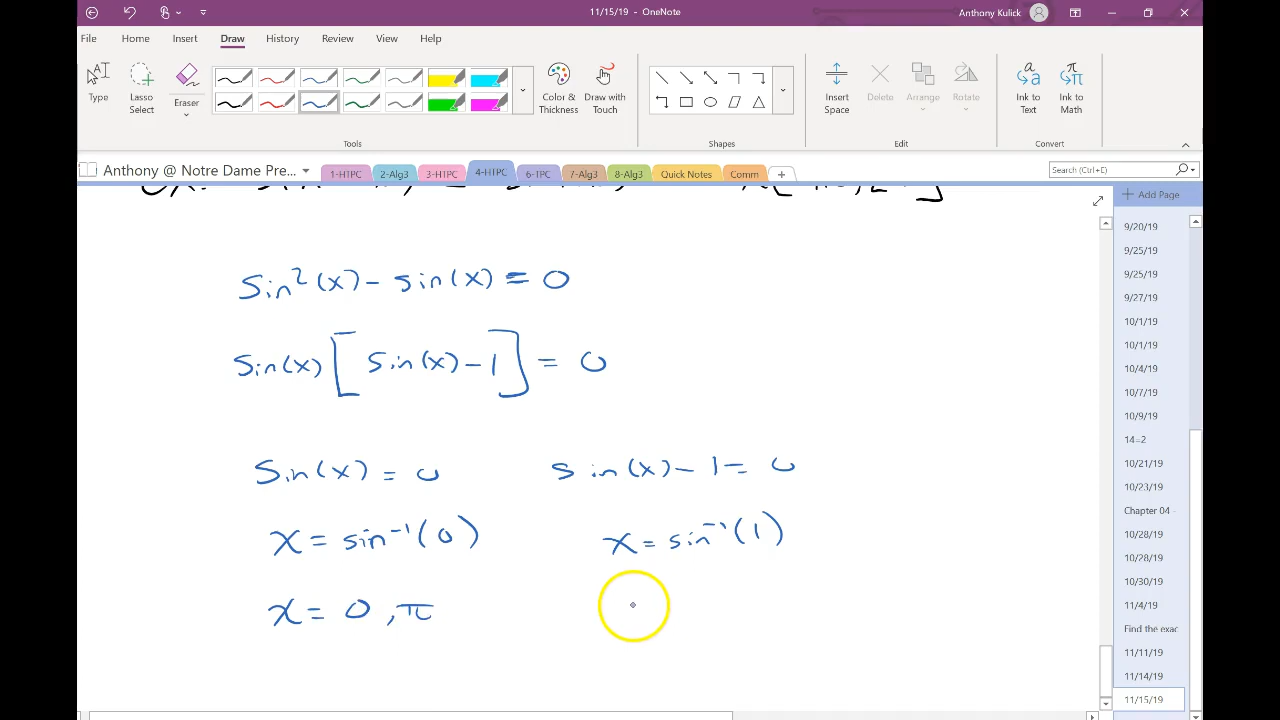 11/15/19 - OneNote
Anthony Kulick
File Home Insert Draw History Review View Help
Type
Lasso Select
Eraser
Color & Thickness
Draw with Touch
Insert Space
Delete
Arrange
Rotate
Ink to Text
Ink to Math
Tools
Shapes
Edit
Convert
Anthony @ Notre Dame Pre...
1-HTPC 2-Alg3 3-HTPC 4-HTPC 6-TPC 7-Alg3 8-Alg3 Quick Notes Comm +
Search (Ctrl+E)
sin²(x) - sin(x) = 0
sin(x) [ sin(x) - 1 ] = 0
sin(x) = 0 sin(x) - 1 = 0
x = sin⁻¹(0) x = sin⁻¹(1)
x = 0, π
+ Add Page
9/20/19
9/25/19
9/25/19
9/27/19
10/1/19
10/1/19
10/4/19
10/7/19
10/9/19
14=2
10/21/19
10/23/19
Chapter 04 -
10/28/19
10/28/19
10/30/19
11/4/19
Find the exac
11/11/19
11/14/19
11/15/19